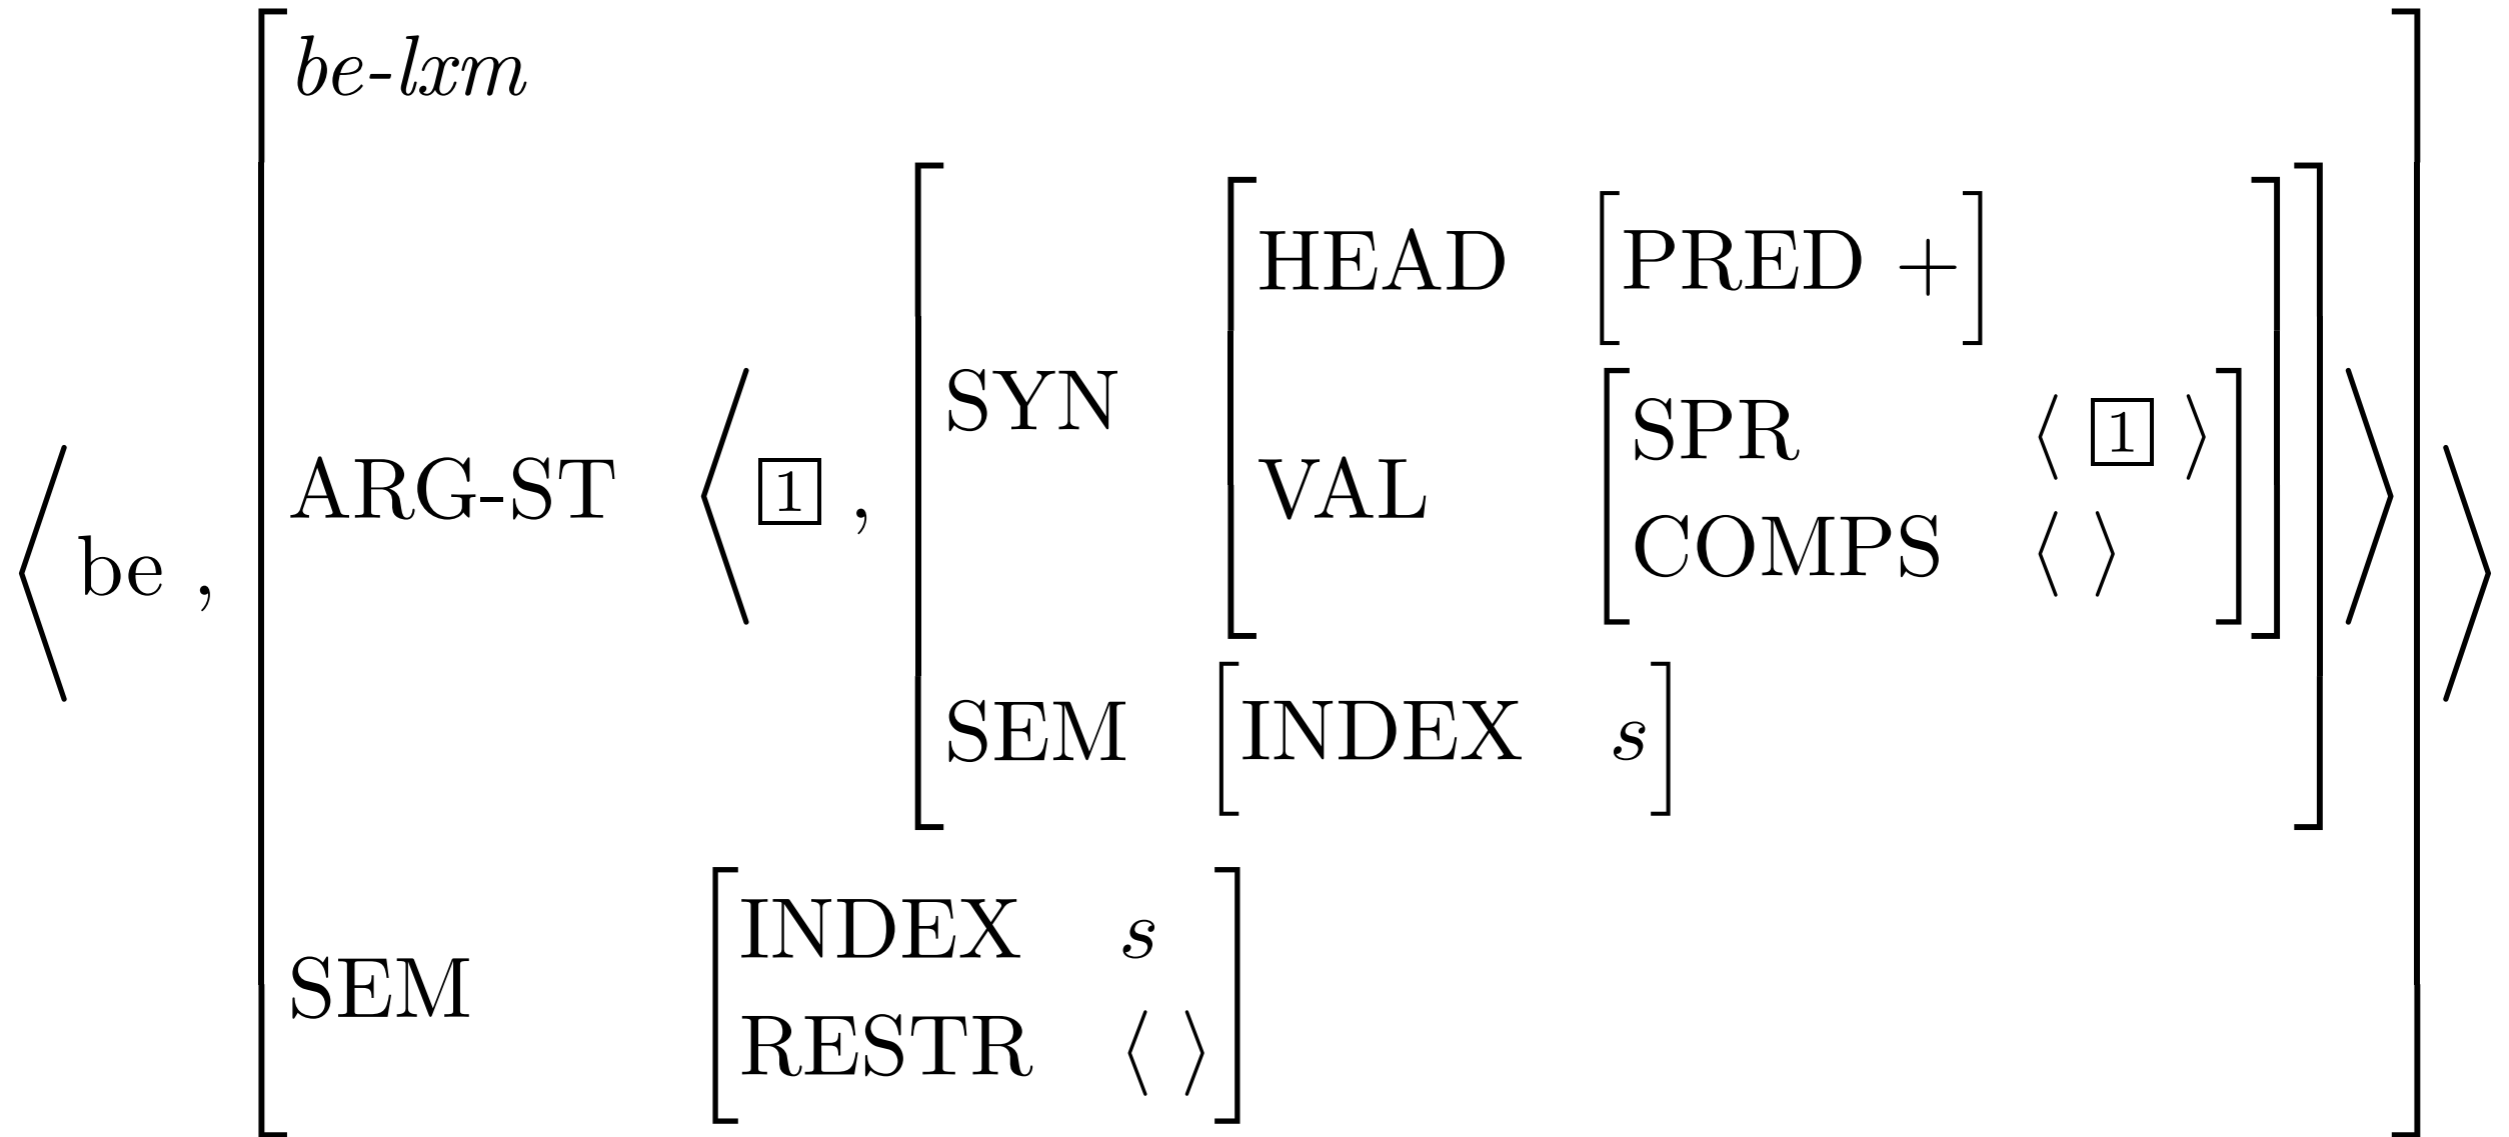 be-lxm
HEAD [PRED +]
SYN
SPR ⟨ 1 ⟩
ARG-ST ⟨ 1 ,
VAL
⟨ be ,
COMPS ⟨ ⟩
SEM [INDEX s]
INDEX s
SEM
RESTR ⟨ ⟩